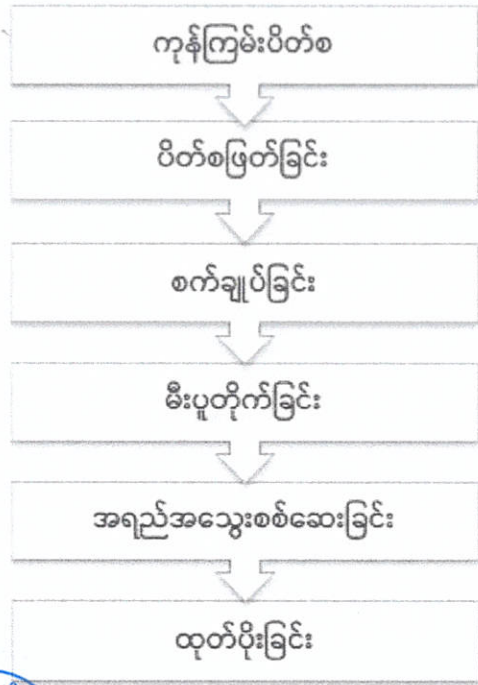 ကုန်ကြမ်းပိတ်စ
ပိတ်စဖြတ်ခြင်း
စက်ချုပ်ခြင်း
မီးပူတိုက်ခြင်း
အရည်အသွေးစစ်ဆေးခြင်း
ထုတ်ပိုးခြင်း